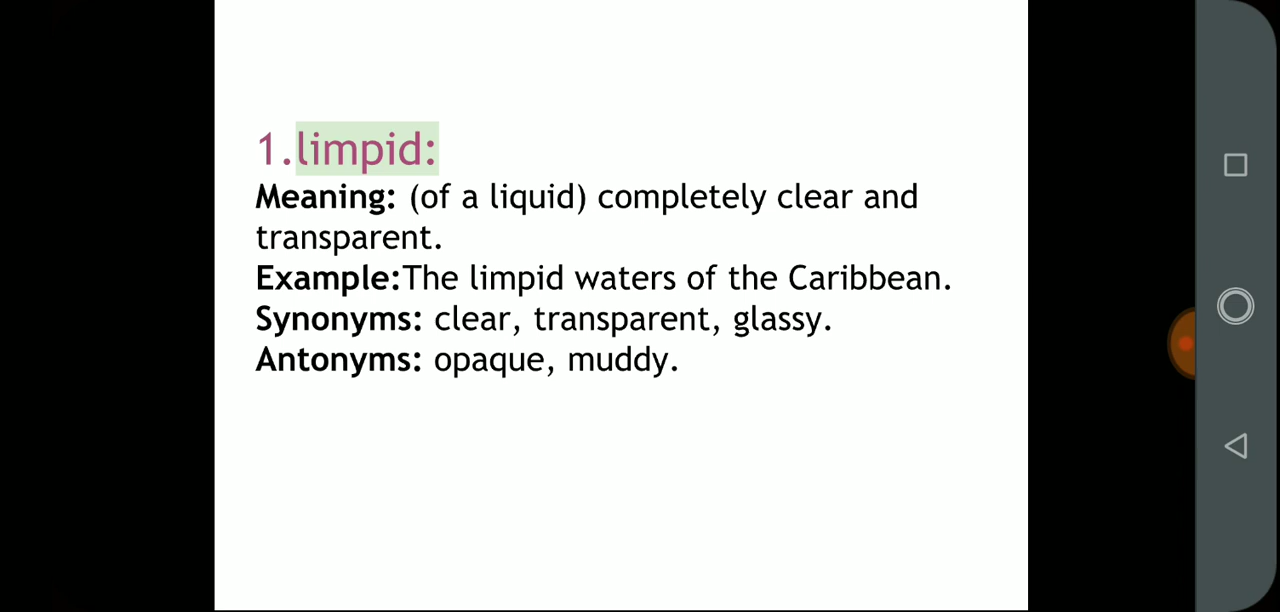 1.limpid:
Meaning: (of a liquid) completely clear and
transparent.
Example:The limpid waters of the Caribbean.
Synonyms: clear, transparent, glassy.
Antonyms: opaque, muddy.